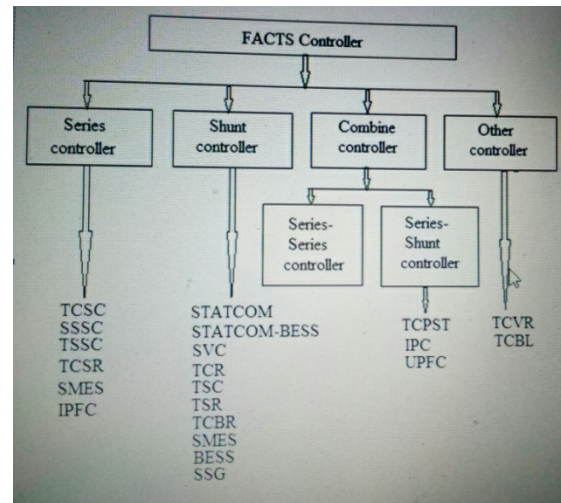 FACTS Controller
Series
controller
Shunt
controller
Combine
controller
Other
controller
Series-
Series
controller
Series-
Shunt
controller
TCSC
SSSC
TSSC
TCSR
SMES
IPFC
STATCOM
STATCOM-BESS
SVC
TCR
TSC
TSR
TCBR
SMES
BESS
SSG
TCPST
IPC
UPFC
TCVR
TCBL